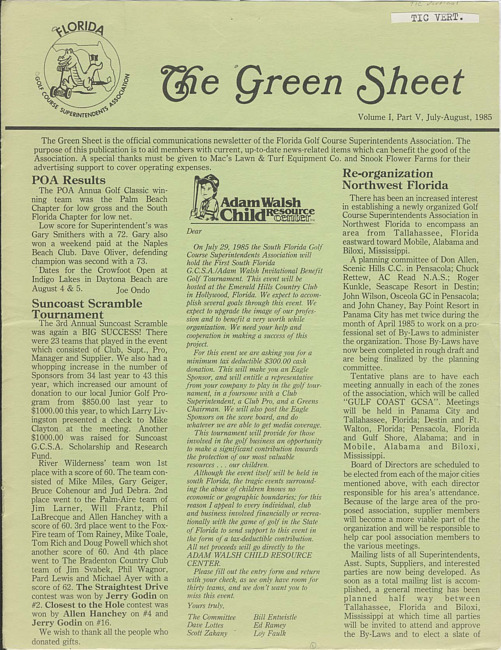 TIC VERT.
FLORIDA
GOLF COURSE SUPERINTENDENTS ASSOCIATION
The Green Sheet
Volume I, Part V, July-August, 1985
The Green Sheet is the official communications newsletter of the Florida Golf Course Superintendents Association. The
purpose of this publication is to aid members with current, up-to-date news-related items which can benefit the good of the
Association. A special thanks must be given to Mac's Lawn & Turf Equipment Co. and Snook Flower Farms for their
advertising support to cover operating expenses.
POA Results
The POA Annua Golf Classic win-
ning team was the Palm Beach
Chapter for low gross and the South
Florida Chapter for low net.
Low score for Superintendent's was
Gary Smithers with a 72. Gary also
won a weekend paid at the Naples
Beach Club. Dave Oliver, defending
champion was second with a 73.
Dates for the Crowfoot Open at
Indigo Lakes in Daytona Beach are
August 4 & 5. Joe Ondo
Suncoast Scramble
Tournament
The 3rd Annual Suncoast Scramble
was again a BIG SUCCESS! There
were 23 teams that played in the event
which consisted of Club, Supt., Pro,
Manager and Supplier. We also had a
whopping increase in the number of
Sponsors from 34 last year to 43 this
year, which increased our amount of
donation to our local Junior Golf Pro-
gram from $850.00 last year to
$1000.00 this year, to which Larry Liv-
ingston presented a check to Mike
Clayton at the meeting. Another
$1000.00 was raised for Suncoast
G.C.S.A. Scholarship and Research
Fund.
River Wilderness' team won 1st
place with a score of 60. The team con-
sisted of Mike Miles, Gary Geiger,
Bruce Cohenour and Jud Debra. 2nd
place went to the Palm-Aire team of
Jim Larner, Will Frantz, Phil
LaBrecque and Allen Hanchey with a
score of 60. 3rd place went to the Fox-
Fire team of Tom Rainey, Mike Toale,
Tom Rich and Doug Powell which shot
another score of 60. And 4th place
went to The Bradenton Country Club
team of Jim Svabek, Phil Wagnor,
Pard Lewis and Michael Ayer with a
score of 62. The Straightest Drive
contest was won by Jerry Godin on
#2. Closest to the Hole contest was
won by Allen Hanchey on #4 and
Jerry Godin on #16.
We wish to thank all the people who
donated gifts.
Adam Walsh
Child Resource
Center
Dear
On July 29, 1985 the South Florida Golf
Course Superintendents Association will
hold the First South Florida
G.C.S.A/Adam Walsh Invitational Benefit
Golf Tournament. This event will be
hosted at the Emerald Hills Country Club
in Hollywood, Florida. We expect to accom-
plish several goals through this event. We
expect to upgrade the image of our profes-
sion and to benefit a very worth while
organization. We need your help and
cooperation in making a success of this
project.
For this event we are asking you for a
minimum tax deductible $300.00 cash
donation. This will make you an Eagle
Sponsor, and will entitle a representative
from your company to play in the golf tour-
nament, in a foursome with a Club
Superintendent, a Club Pro, and a Greens
Chairman. We will also post the Eagle
Sponsors on the score board, and do
whatever we are able to get media coverage.
This tournament will provide for those
involved in the golf business an opportunity
to make a significant contribution towards
the protection of our most valuable
resources . . . our children.
Although the event itself will be held in
south Florida, the tragic events surround-
ing the abuse of children knows no
economic or geographic boundaries; for this
reason I appeal to every individual, club
and business involved financially or recrea-
tionally with the game of golf in the State
of Florida to send support to this event in
the form of a tax-deductible contribution.
All net proceeds will go directly to the
ADAM WALSH CHILD RESOURCE
CENTER.
Please fill out the entry form and return
with your check, as we only have room for
thirty teams, and we don't want you to
miss this event.
Yours truly,
The Committee Bill Entwistle
Dave Lottes Ed Ramey
Scott Zakany Loy Faulk
Re-organization
Northwest Florida
There has been an increased interest
in establishing a newly organized Golf
Course Superintendents Association in
Northwest Florida to encompass an
area from Tallahassee, Florida
eastward toward Mobile, Alabama and
Biloxi, Mississippi.
A planning committee of Don Allen,
Scenic Hills C.C. in Pensacola; Chuck
Rettew, AC Read N.A.S.; Roger
Kunkle, Seascape Resort in Destin;
John Wilson, Osceola GC in Pensacola;
and John Chaney, Bay Point Resort in
Panama City has met twice during the
month of April 1985 to work on a pro-
fessional set of By-Laws to administer
the organization. Those By-Laws have
now been completed in rough draft and
are being finalized by the planning
committee.
Tentative plans are to have each
meeting annually in each of the zones
of the association, which will be called
"GULF COAST GCSA". Meetings
will be held in Panama City and
Tallahassee, Florida; Destin and Ft.
Walton, Florida; Pensacola, Florida
and Gulf Shore, Alabama; and in
Mobile, Alabama and Biloxi,
Mississippi.
Board of Directors are scheduled to
be elected from each of the major cities
mentioned above, with each director
responsible for his area's attendance.
Because of the large area of the pro-
posed association, supplier members
will become a more viable part of the
organization and will be responsible to
help car pool association members to
the various meetings.
Mailing lists of all Superintendents,
Asst. Supts, Suppliers, and interested
parties are now being developed. As
soon as a total mailing list is accom-
plished, a general meeting has been
planned half way between
Tallahassee, Florida and Biloxi,
Mississippi at which time all parties
will be invited to attend and approve
the By-Laws and to elect a slate of